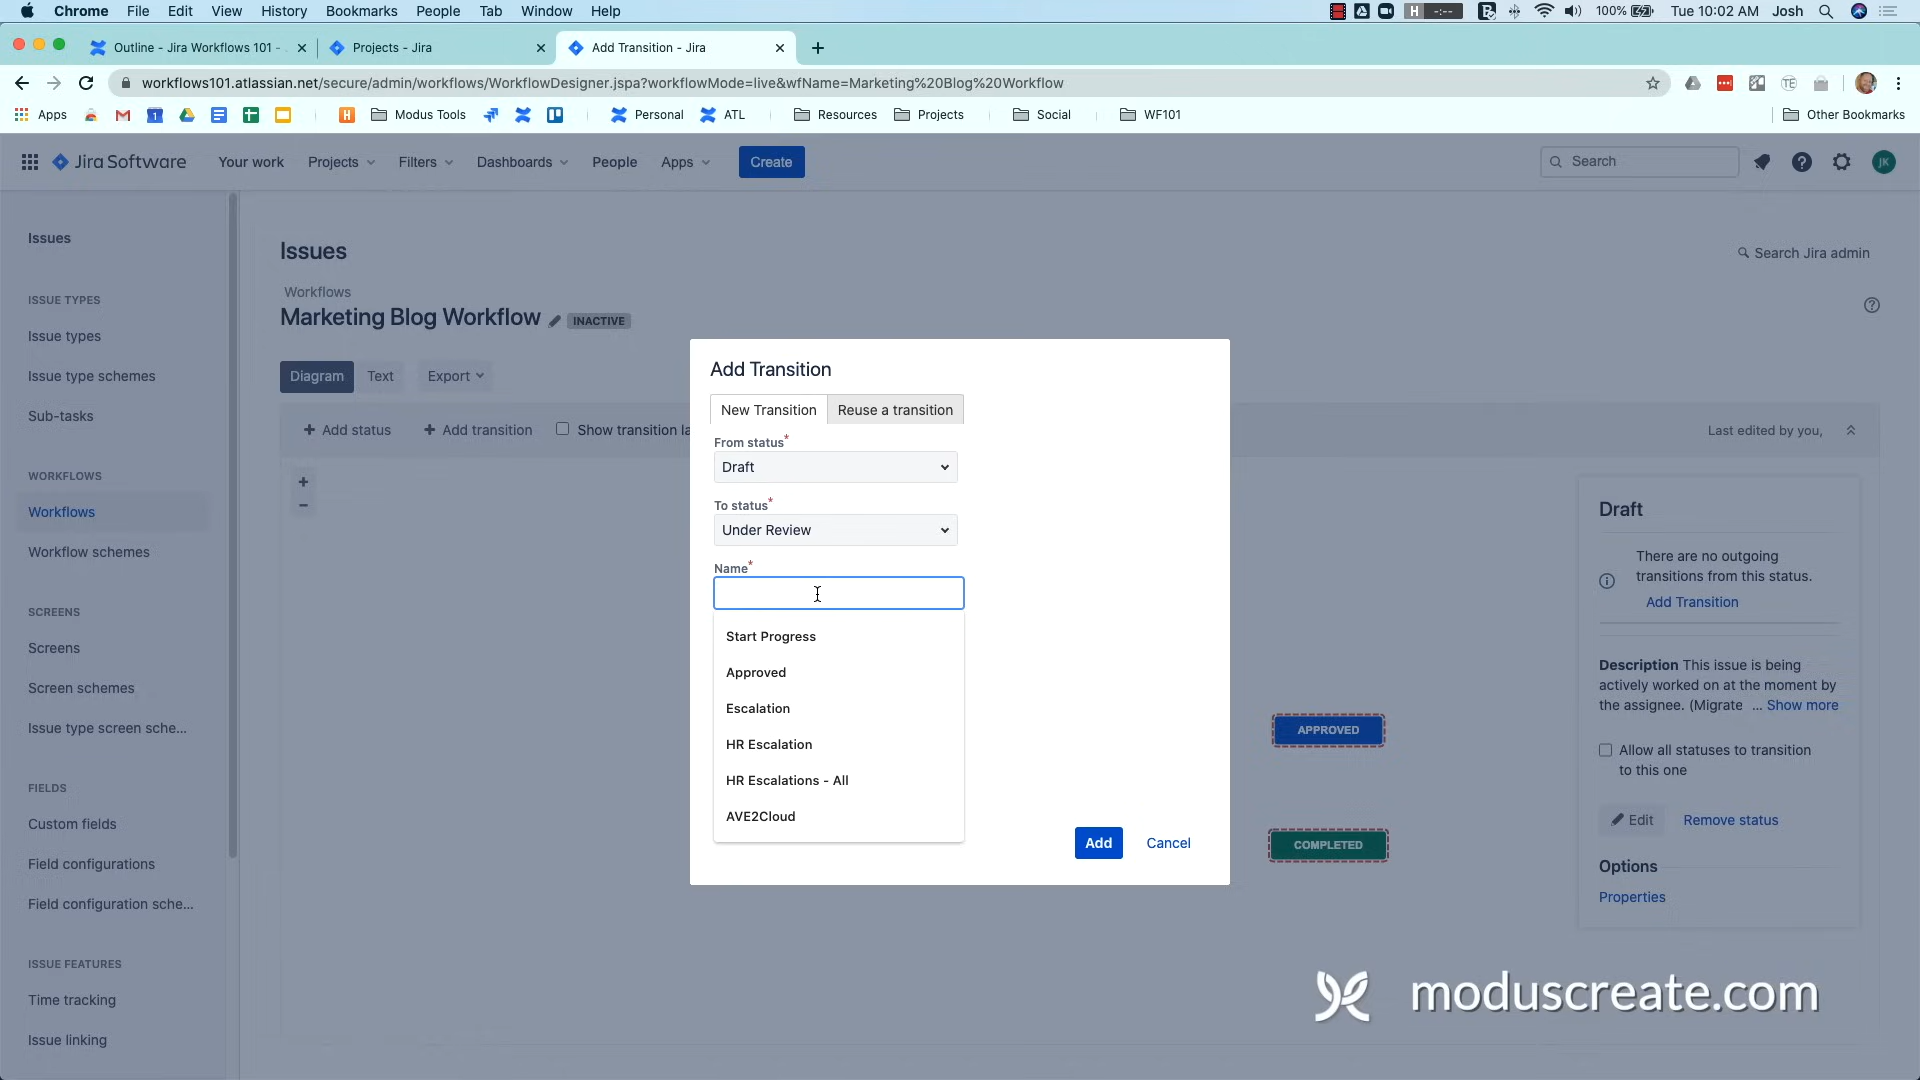 Chrome File Edit View History Bookmarks People Tab Window Help
H -:-- 100% Tue 10:02 AM Josh
Outline - Jira Workflows 101 -
Projects - Jira
Add Transition - Jira
workflows101.atlassian.net/secure/admin/workflows/WorkflowDesigner.jspa?workflowMode=live&wfName=Marketing%20Blog%20Workflow
TE
Apps
1
H
Modus Tools
Personal
ATL
Resources
Projects
Social
WF101
Other Bookmarks
Jira Software
Your work
Projects
Filters
Dashboards
People
Apps
Create
Search
JK
Issues
ISSUE TYPES
Issue types
Issue type schemes
Sub-tasks
WORKFLOWS
Workflows
Workflow schemes
SCREENS
Screens
Screen schemes
Issue type screen sche...
FIELDS
Custom fields
Field configurations
Field configuration sche...
ISSUE FEATURES
Time tracking
Issue linking
Issues
Search Jira admin
Workflows
Marketing Blog Workflow INACTIVE
Diagram Text Export
+ Add status + Add transition Show transition la
Last edited by you,
+
−
Add Transition
New Transition Reuse a transition
From status*
Draft
To status*
Under Review
Name*
Start Progress
Approved
Escalation
HR Escalation
HR Escalations - All
AVE2Cloud
Add Cancel
APPROVED
COMPLETED
Draft
There are no outgoing
transitions from this status.
Add Transition
Description This issue is being
actively worked on at the moment by
the assignee. (Migrate ... Show more
Allow all statuses to transition
to this one
Edit Remove status
Options
Properties
moduscreate.com